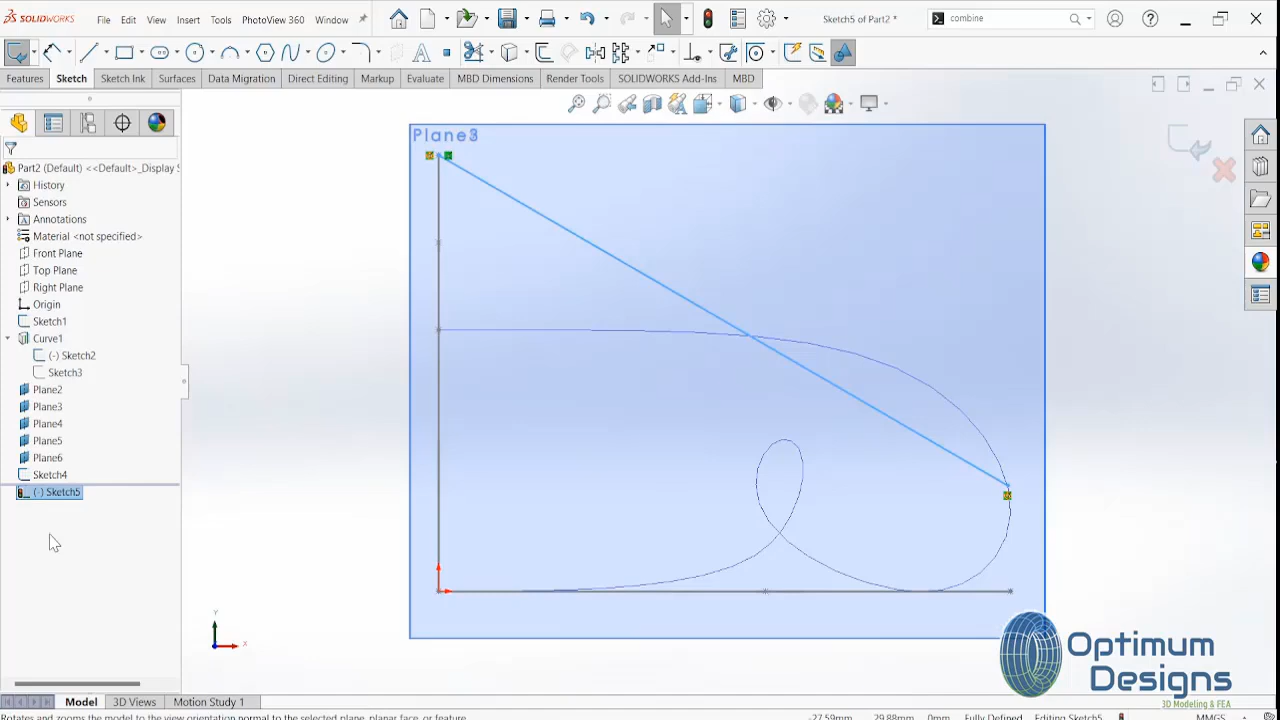 SOLIDWORKS File Edit View Insert Tools PhotoView 360 Window Sketch5 of Part2 * combine
Features Sketch Sketch Ink Surfaces Data Migration Direct Editing Markup Evaluate MBD Dimensions Render Tools SOLIDWORKS Add-Ins MBD
Part2 (Default) <<Default>_Display S
History
Sensors
Annotations
Material <not specified>
Front Plane
Top Plane
Right Plane
Origin
Sketch1
Curve1
(-) Sketch2
Sketch3
Plane2
Plane3
Plane4
Plane5
Plane6
Sketch4
(-) Sketch5
Y
X
Optimum
Designs
3D Modeling & FEA
Model 3D Views Motion Study 1
Rotates and zooms the model to the view orientation normal to the selected plane, planar face, or feature. -27.59mm 29.88mm 0mm Fully Defined Editing Sketch5 MMGS